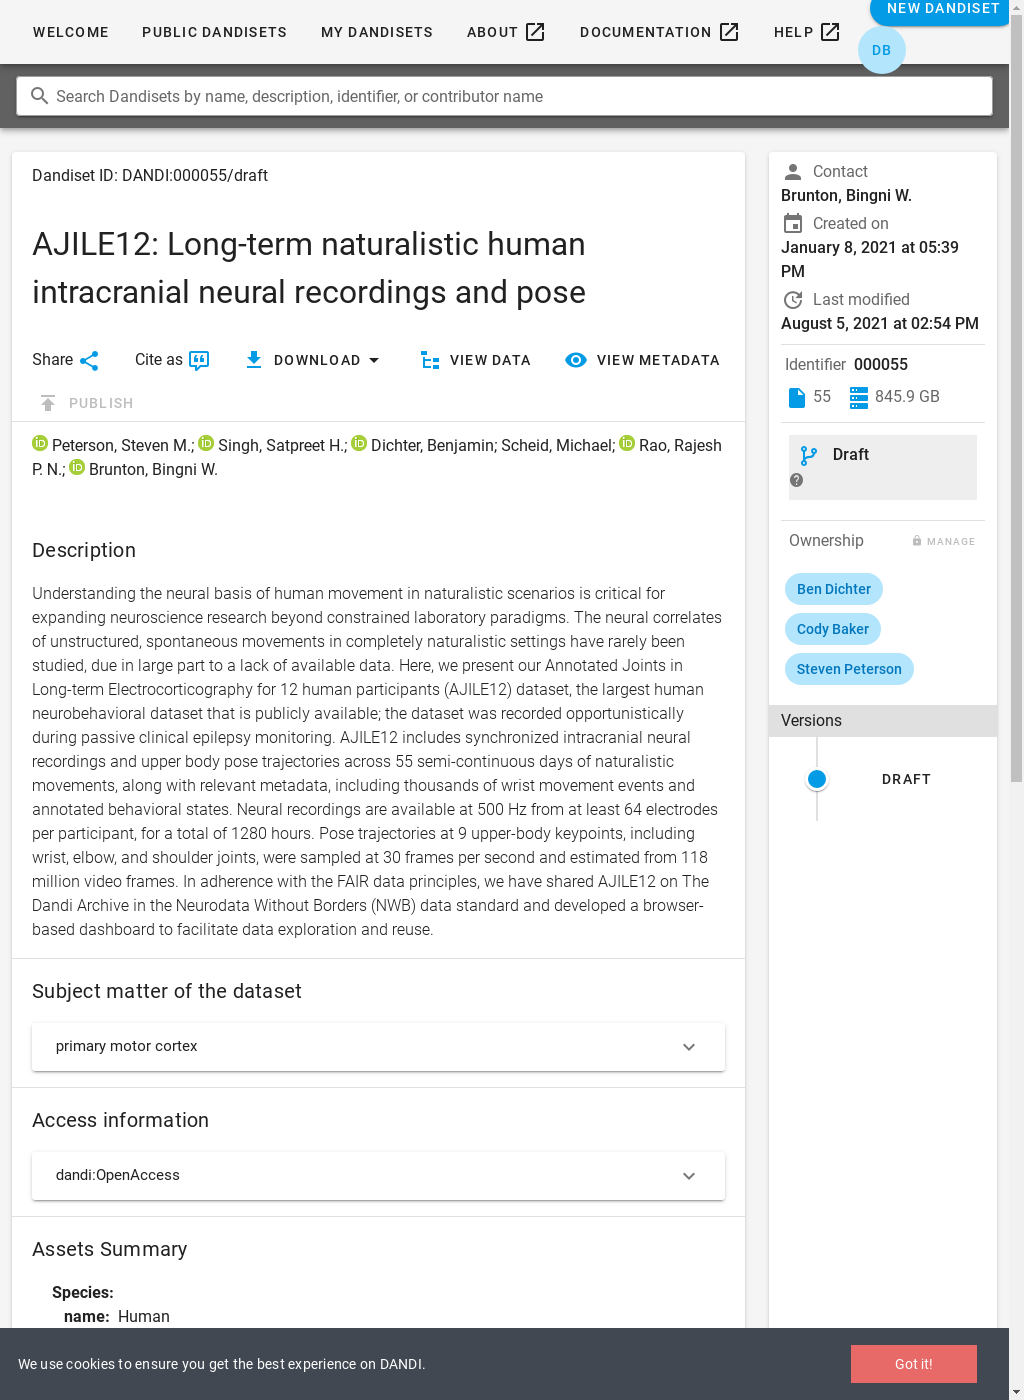 WELCOME PUBLIC DANDISETS MY DANDISETS ABOUT DOCUMENTATION HELP NEW DANDISET
DB
Search Dandisets by name, description, identifier, or contributor name
Dandiset ID: DANDI:000055/draft
AJILE12: Long-term naturalistic human
intracranial neural recordings and pose
Share Cite as DOWNLOAD VIEW DATA VIEW METADATA
PUBLISH
Peterson, Steven M.; Singh, Satpreet H.; Dichter, Benjamin; Scheid, Michael; Rao, Rajesh
P. N.; Brunton, Bingni W.
Description
Understanding the neural basis of human movement in naturalistic scenarios is critical for
expanding neuroscience research beyond constrained laboratory paradigms. The neural correlates
of unstructured, spontaneous movements in completely naturalistic settings have rarely been
studied, due in large part to a lack of available data. Here, we present our Annotated Joints in
Long-term Electrocorticography for 12 human participants (AJILE12) dataset, the largest human
neurobehavioral dataset that is publicly available; the dataset was recorded opportunistically
during passive clinical epilepsy monitoring. AJILE12 includes synchronized intracranial neural
recordings and upper body pose trajectories across 55 semi-continuous days of naturalistic
movements, along with relevant metadata, including thousands of wrist movement events and
annotated behavioral states. Neural recordings are available at 500 Hz from at least 64 electrodes
per participant, for a total of 1280 hours. Pose trajectories at 9 upper-body keypoints, including
wrist, elbow, and shoulder joints, were sampled at 30 frames per second and estimated from 118
million video frames. In adherence with the FAIR data principles, we have shared AJILE12 on The
Dandi Archive in the Neurodata Without Borders (NWB) data standard and developed a browser-
based dashboard to facilitate data exploration and reuse.
Subject matter of the dataset
primary motor cortex
Access information
dandi:OpenAccess
Assets Summary
Species:
name: Human
Contact
Brunton, Bingni W.
Created on
January 8, 2021 at 05:39
PM
Last modified
August 5, 2021 at 02:54 PM
Identifier 000055
55 845.9 GB
Draft
Ownership MANAGE
Ben Dichter
Cody Baker
Steven Peterson
Versions
DRAFT
We use cookies to ensure you get the best experience on DANDI. Got it!